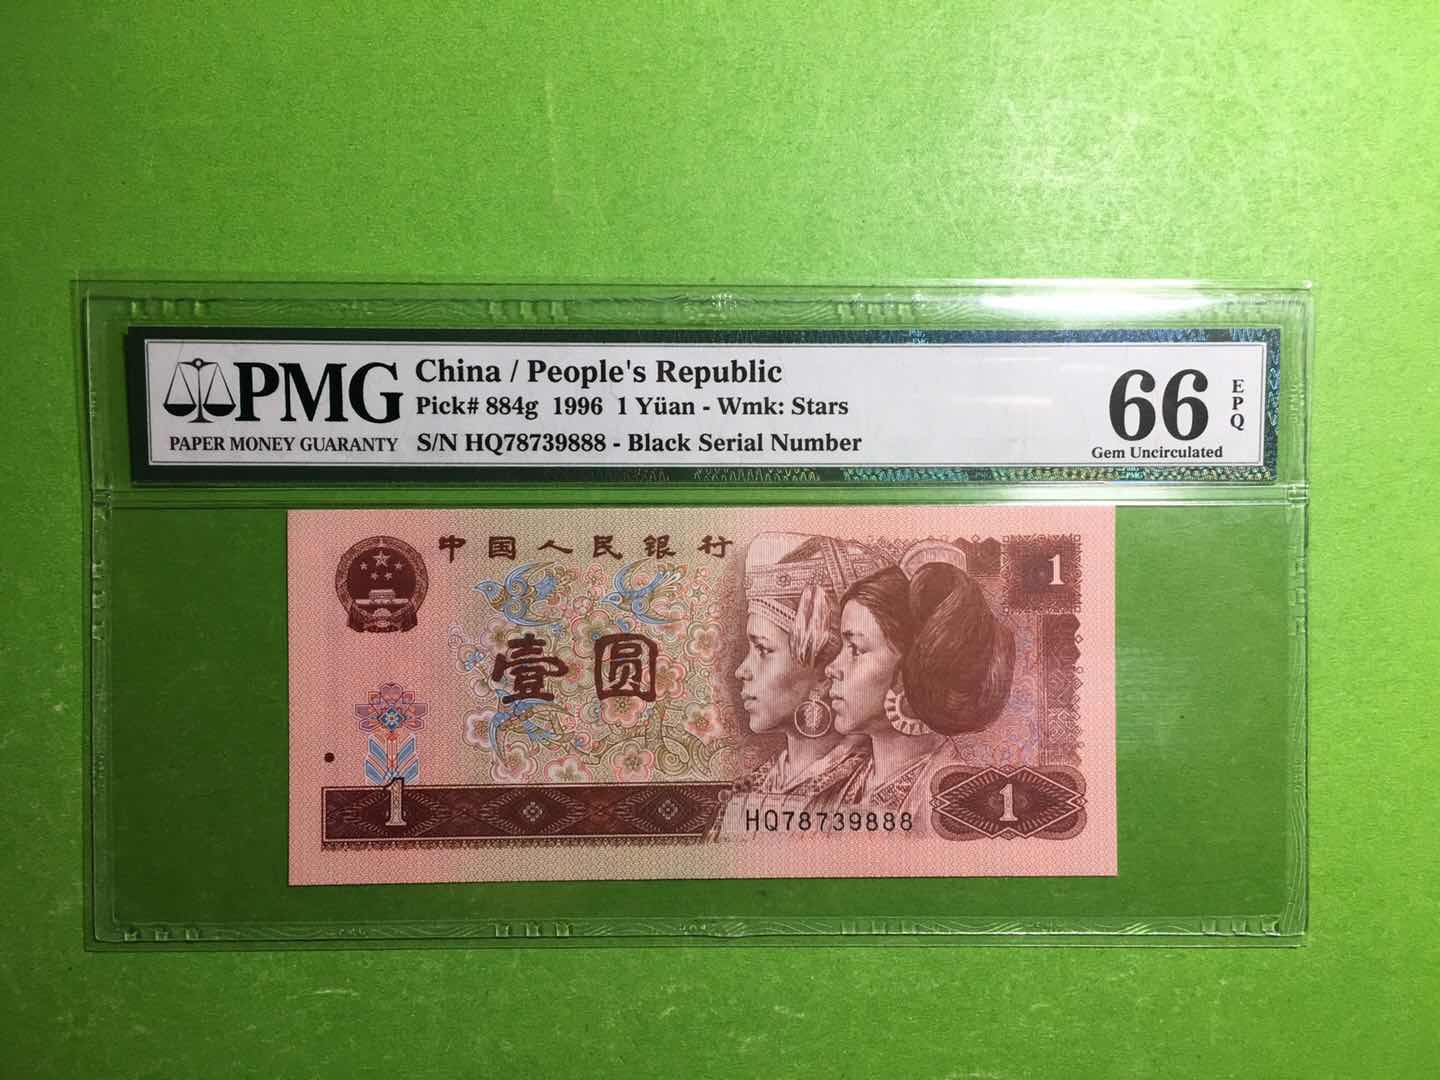 PMG
PAPER MONEY GUARANTY
China / People's Republic
Pick# 884g 1996 1 Yüan - Wmk: Stars
S/N HQ78739888 - Black Serial Number
66
EPQ
Gem Uncirculated
中国人民银行
1
壹圆
1
HQ78739888
1